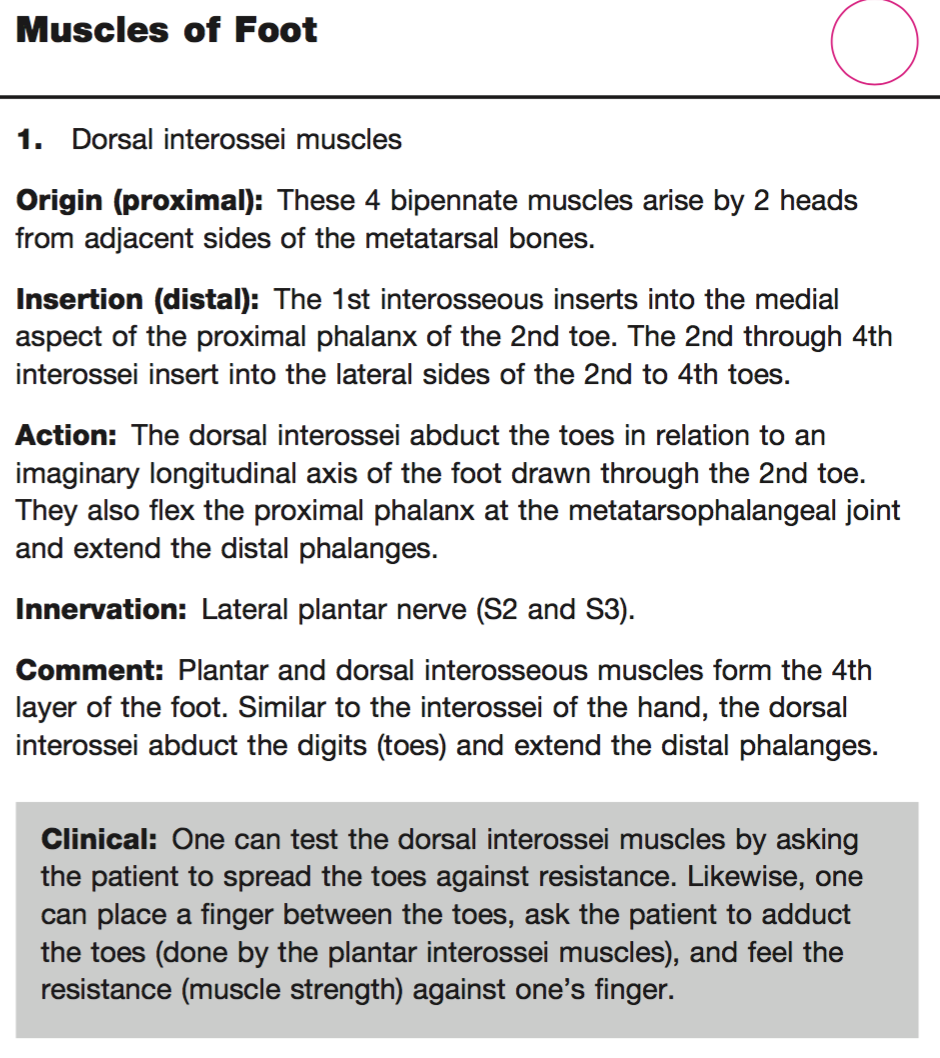 Muscles of Foot
1. Dorsal interossei muscles
Origin (proximal): These 4 bipennate muscles arise by 2 heads
from adjacent sides of the metatarsal bones.
Insertion (distal): The 1st interosseous inserts into the medial
aspect of the proximal phalanx of the 2nd toe. The 2nd through 4th
interossei insert into the lateral sides of the 2nd to 4th toes.
Action: The dorsal interossei abduct the toes in relation to an
imaginary longitudinal axis of the foot drawn through the 2nd toe.
They also flex the proximal phalanx at the metatarsophalangeal joint
and extend the distal phalanges.
Innervation: Lateral plantar nerve (S2 and S3).
Comment: Plantar and dorsal interosseous muscles form the 4th
layer of the foot. Similar to the interossei of the hand, the dorsal
interossei abduct the digits (toes) and extend the distal phalanges.
Clinical: One can test the dorsal interossei muscles by asking
the patient to spread the toes against resistance. Likewise, one
can place a finger between the toes, ask the patient to adduct
the toes (done by the plantar interossei muscles), and feel the
resistance (muscle strength) against one’s finger.